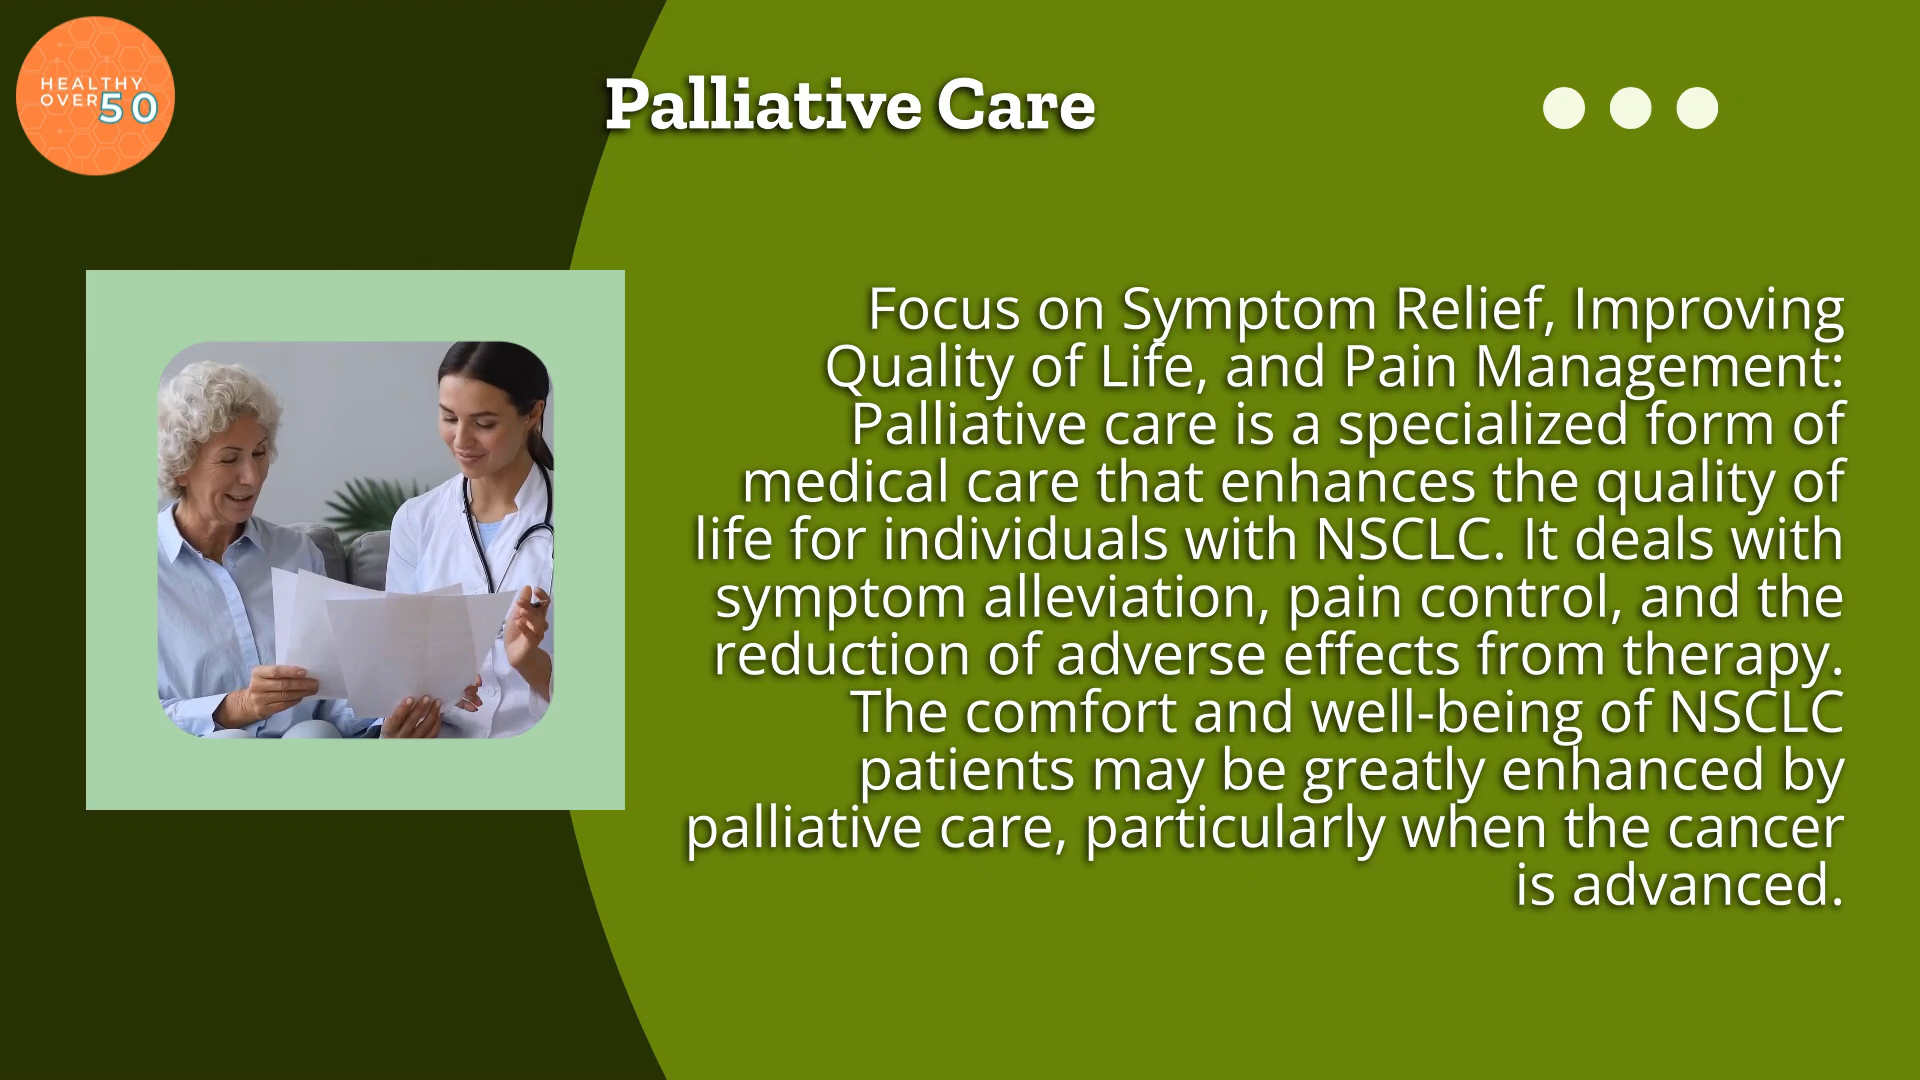 HEALTHY
OVER50
Palliative Care
Focus on Symptom Relief, Improving
Quality of Life, and Pain Management:
Palliative care is a specialized form of
medical care that enhances the quality of
life for individuals with NSCLC. It deals with
symptom alleviation, pain control, and the
reduction of adverse effects from therapy.
The comfort and well-being of NSCLC
patients may be greatly enhanced by
palliative care, particularly when the cancer
is advanced.